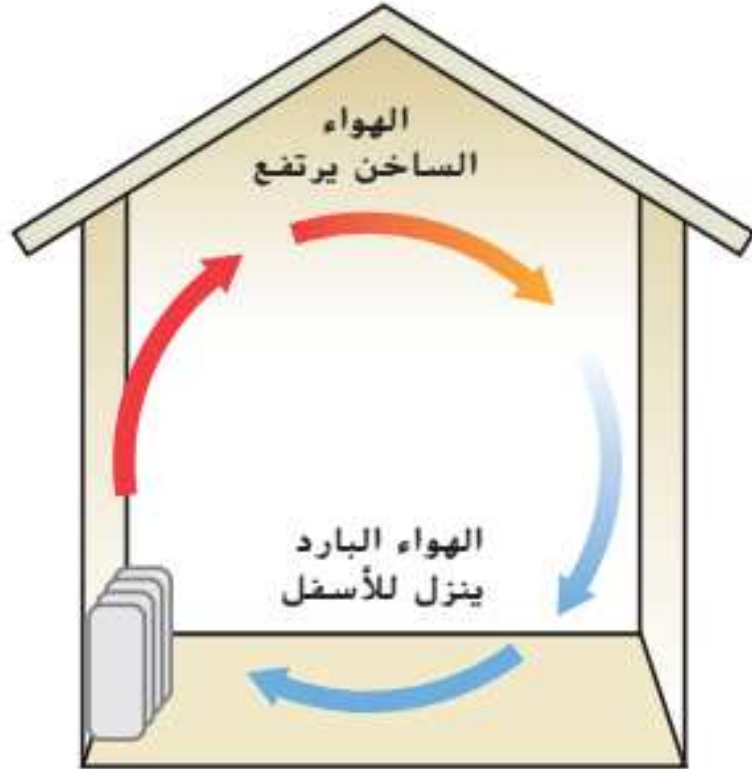 الهواء
الساخن يرتفع
الهواء البارد
ينزل للأسفل